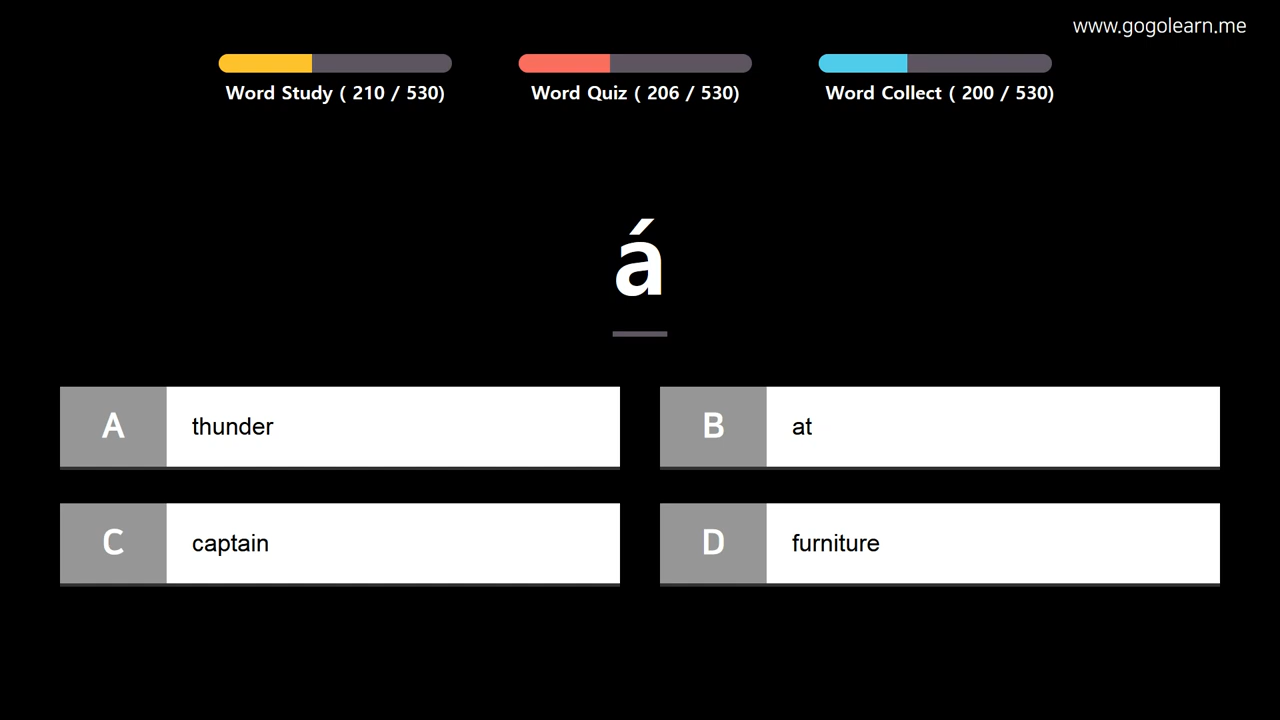 www.gogolearn.me
Word Study ( 210 / 530)
Word Quiz ( 206 / 530)
Word Collect ( 200 / 530)
á
A thunder
B at
C captain
D furniture